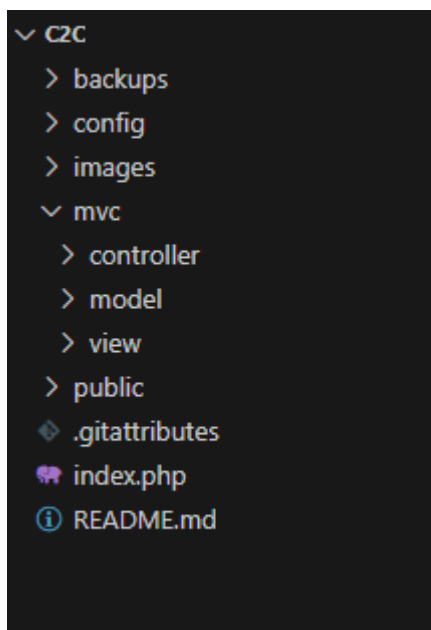 C2C
backups
config
images
mvc
controller
model
view
public
.gitattributes
index.php
README.md